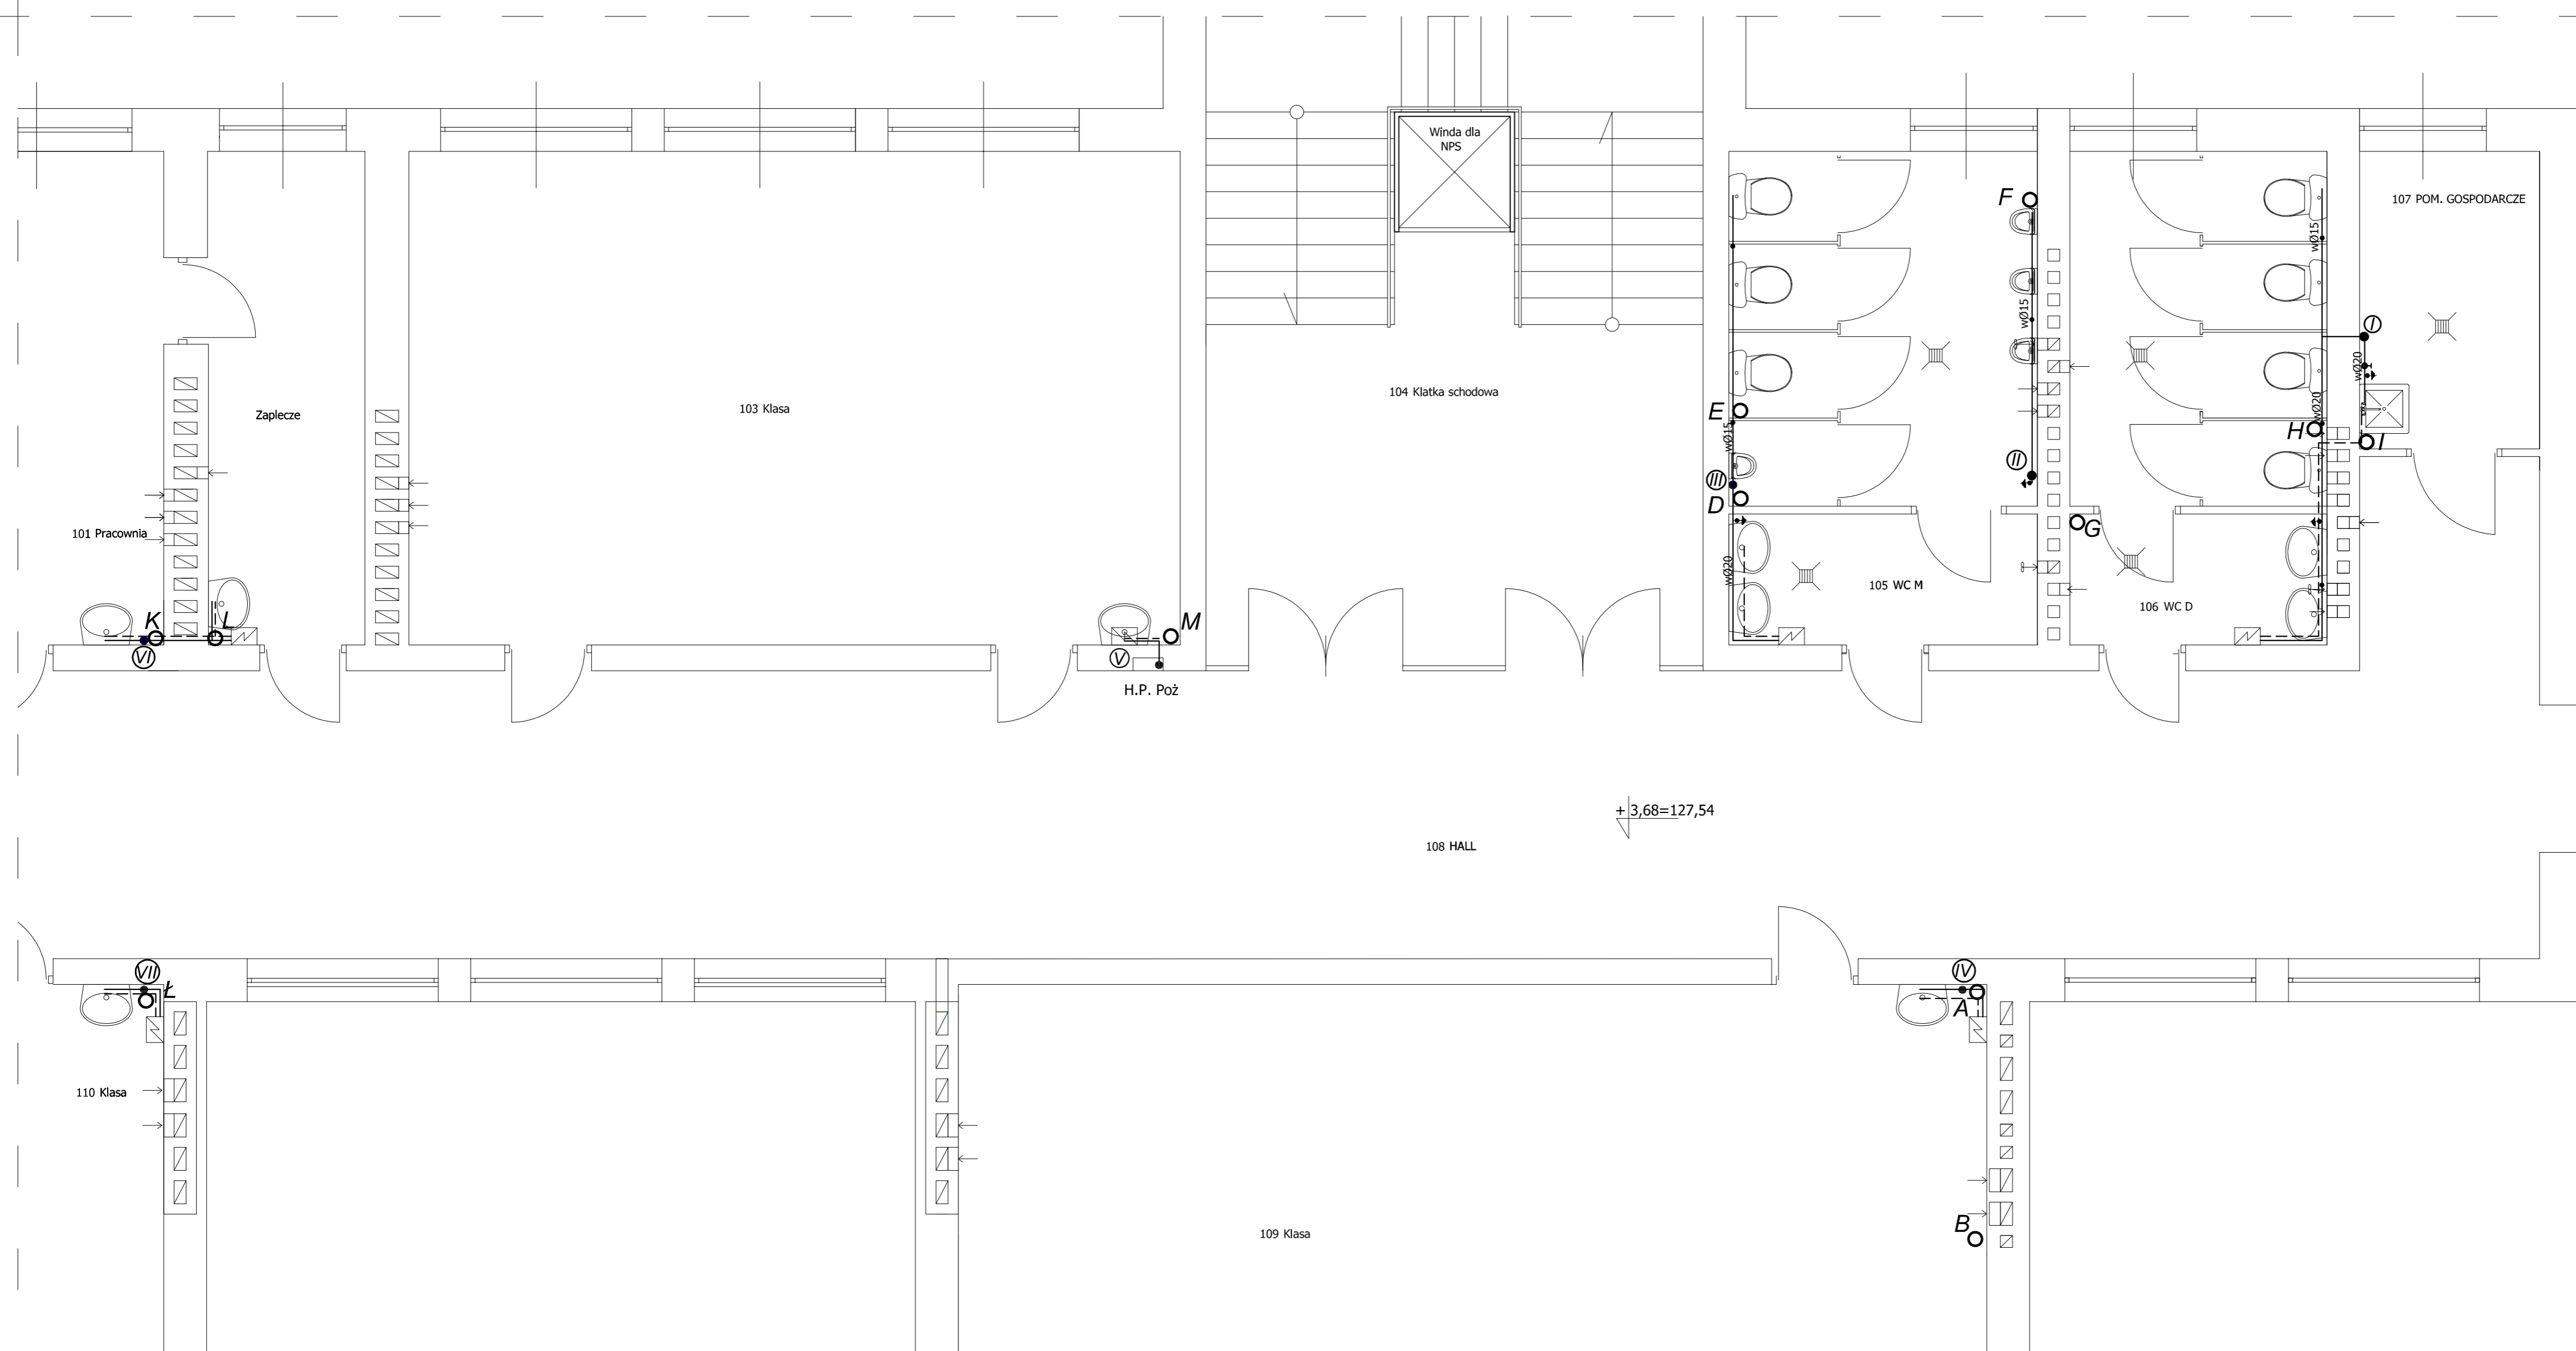 Winda dla
NPS
F
107 POM. GOSPODARCZE
wØ15
wØ15
I
wØ20
wØ20
103 Klasa
Zaplecze
104 Klatka schodowa
E
wØ15
H
I
II
III
D
101 Pracownia
G
wØ20
105 WC M
106 WC D
K
L
VI
M
V
H.P. Poż
+ 3,68=127,54
108 HALL
VII
Ł
IV
A
110 Klasa
B
109 Klasa